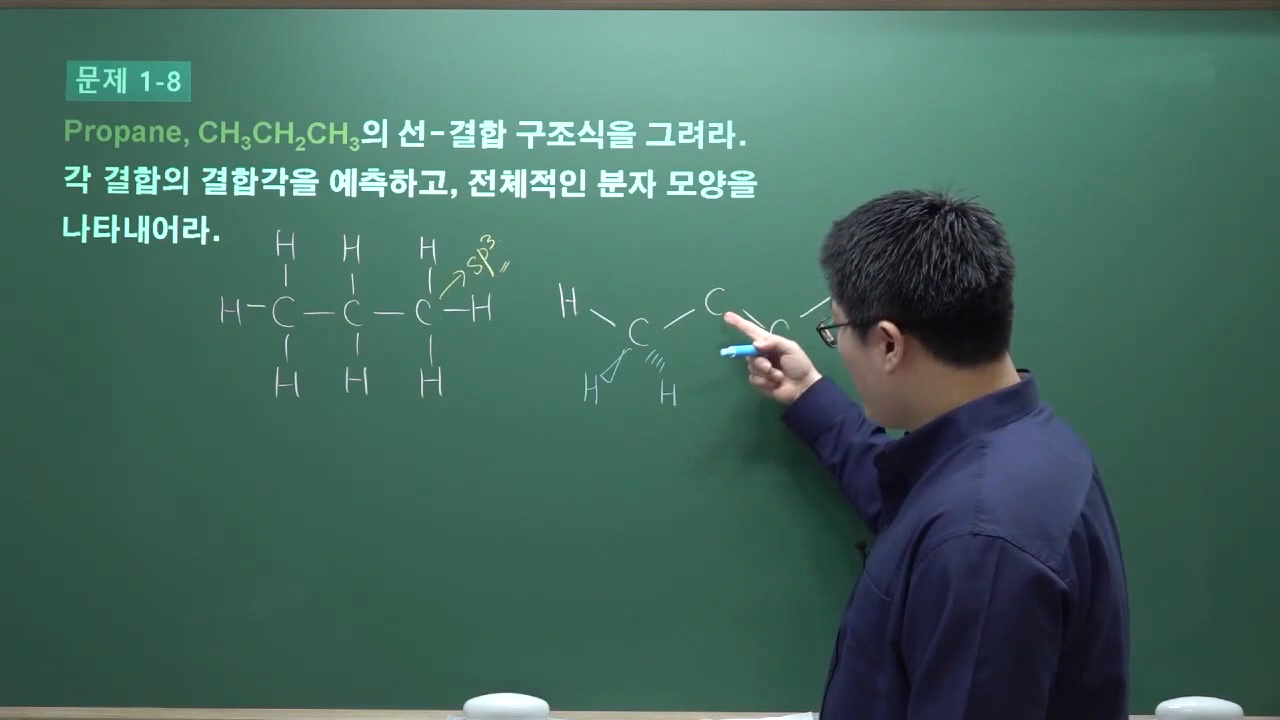 문제 1-8
Propane, CH₃CH₂CH₃의 선-결합 구조식을 그려라.
각 결합의 결합각을 예측하고, 전체적인 분자 모양을
나타내어라.
H H H sp³
H-C-C-C-H
H H H
H C
C C
H H